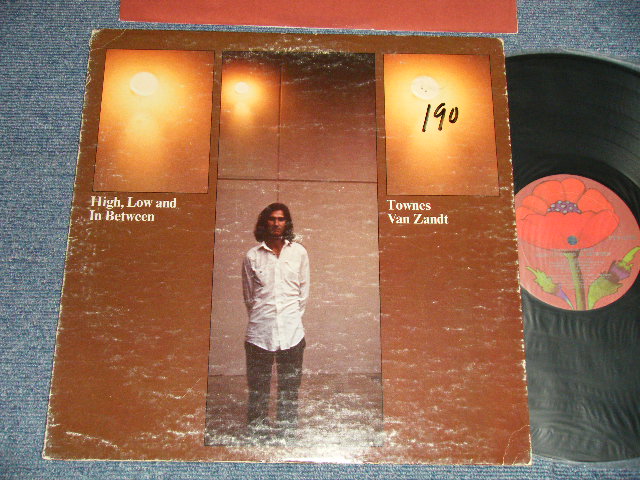 190
High, Low and
In Between
Townes
Van Zandt